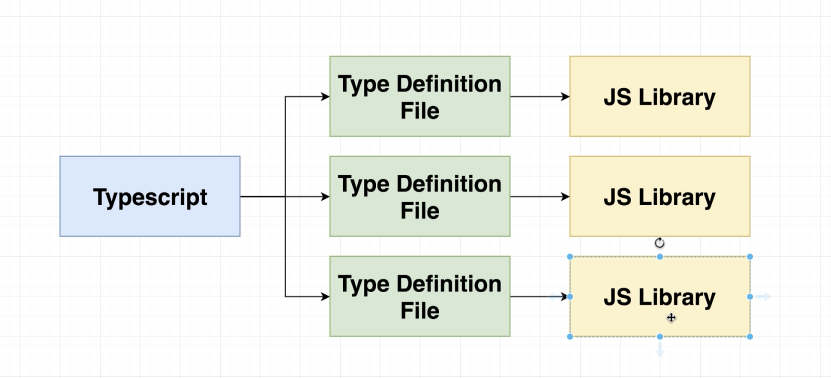 Type Definition
File
JS Library
Typescript
Type Definition
File
JS Library
Type Definition
File
JS Library